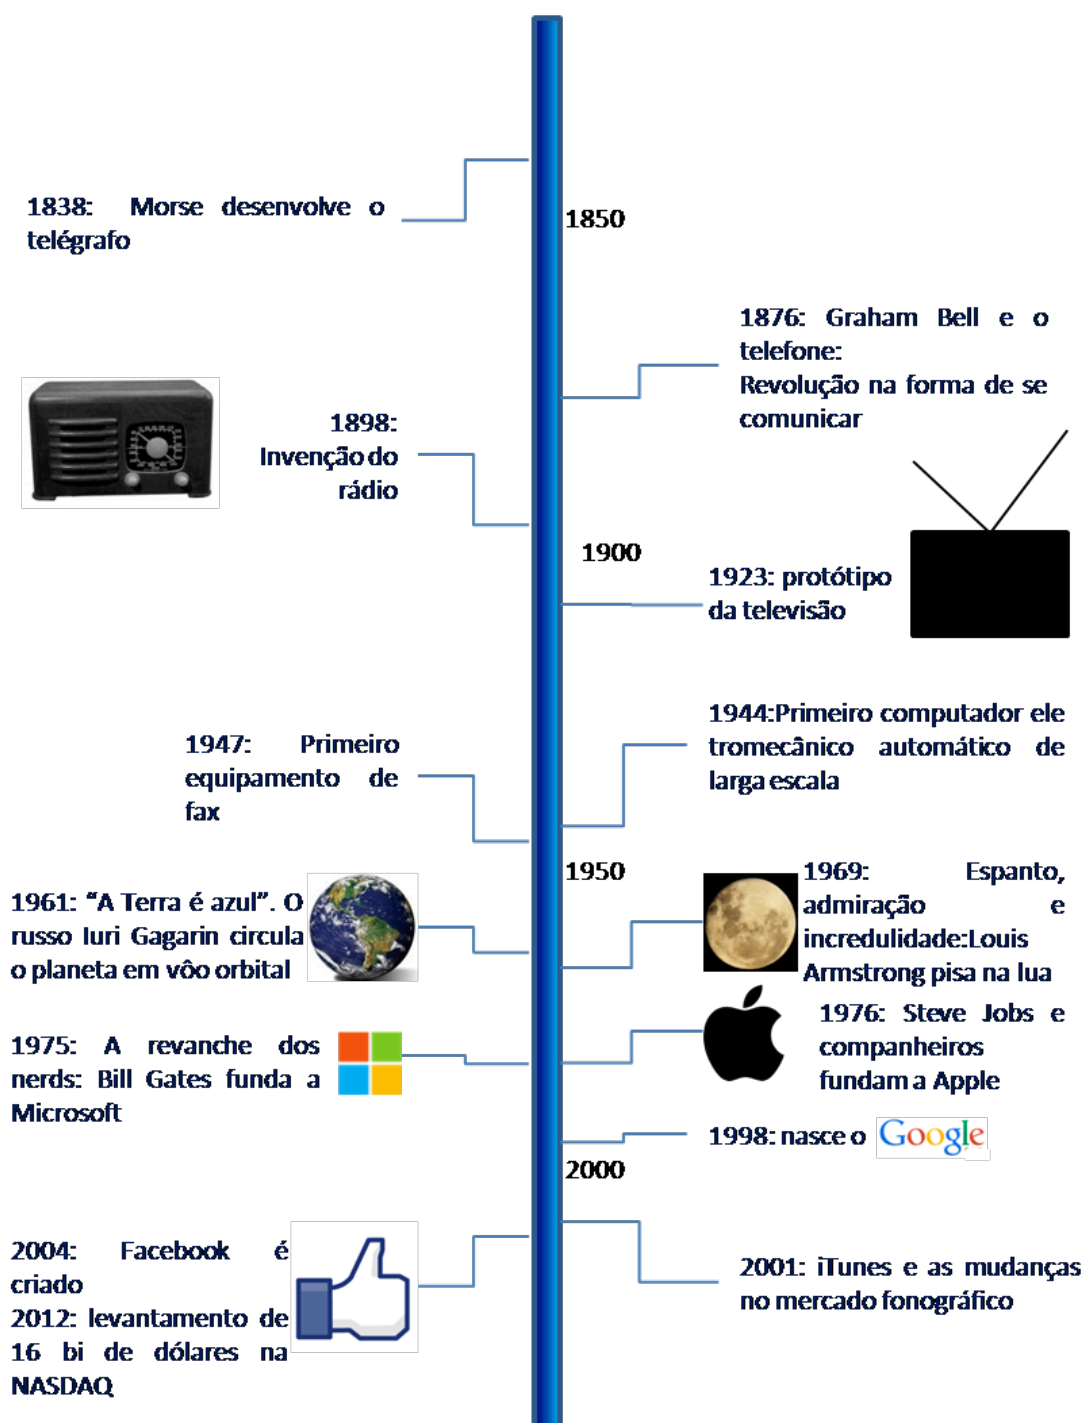 1838: Morse desenvolve o
telégrafo
1850
1876: Graham Bell e o
telefone:
Revolução na forma de se
comunicar
1898:
Invenção do
rádio
1900
1923: protótipo
da televisão
1944:Primeiro computador ele
tromecânico automático de
larga escala
1947: Primeiro
equipamento de
fax
1950
1961: “A Terra é azul”. O
russo Iuri Gagarin circula
o planeta em vôo orbital
1969: Espanto,
admiração e
incredulidade:Louis
Armstrong pisa na lua
1975: A revanche dos
nerds: Bill Gates funda a
Microsoft
1976: Steve Jobs e
companheiros
fundam a Apple
1998: nasce o Google
2000
2004: Facebook é
criado
2012: levantamento de
16 bi de dólares na
NASDAQ
2001: iTunes e as mudanças
no mercado fonográfico